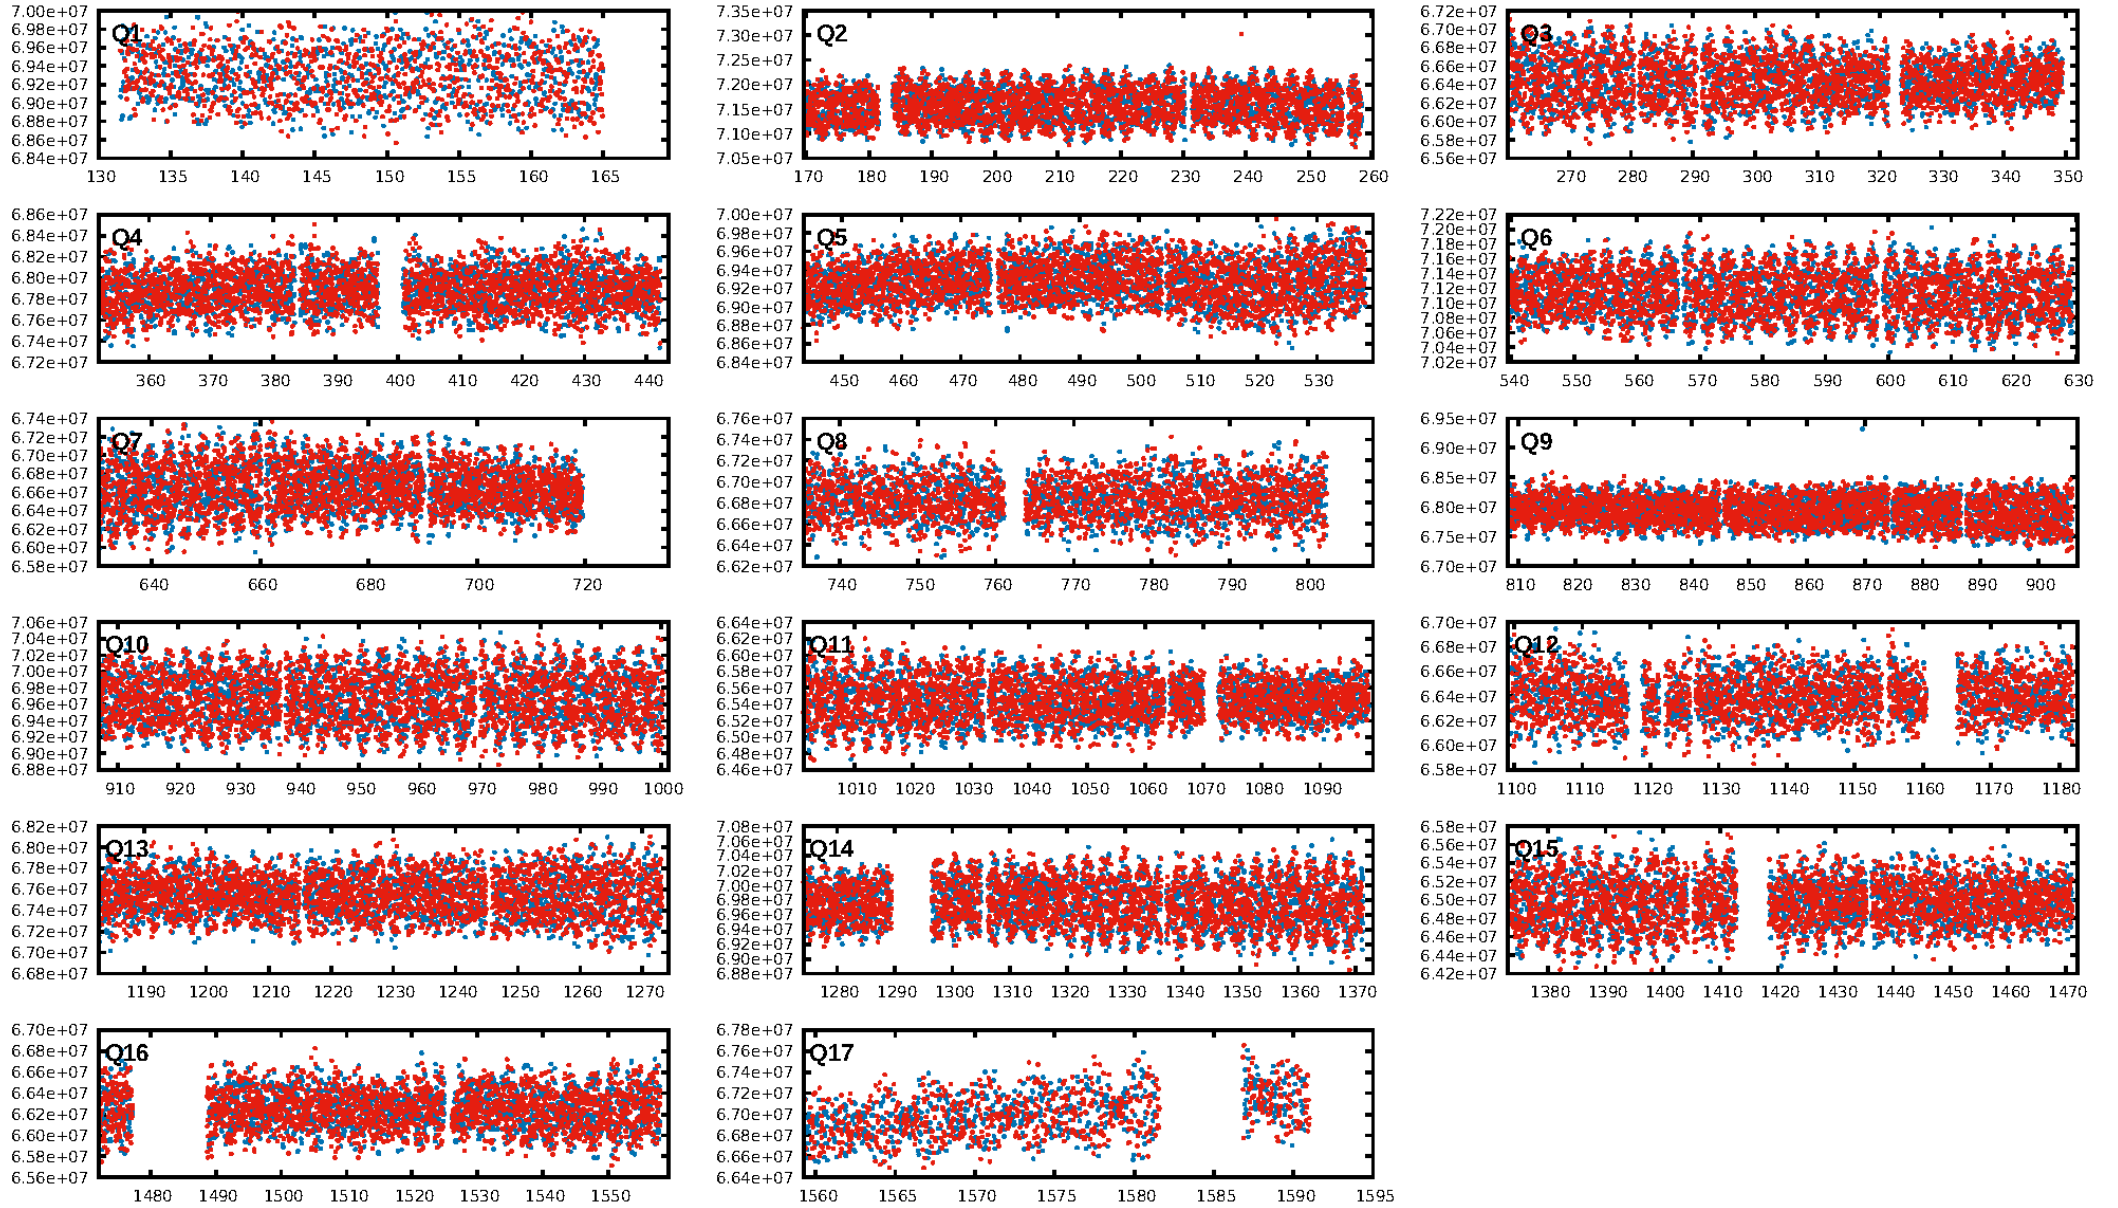 7.00e+07 6.98e+07 6.96e+07 6.94e+07 6.92e+07 6.90e+07 6.88e+07 6.86e+07 6.84e+07
Q1
130 135 140 145 150 155 160 165
7.35e+07 7.30e+07 7.25e+07 7.20e+07 7.15e+07 7.10e+07 7.05e+07
Q2
170 180 190 200 210 220 230 240 250 260
6.72e+07 6.70e+07 6.68e+07 6.66e+07 6.64e+07 6.62e+07 6.60e+07 6.58e+07 6.56e+07
Q3
270 280 290 300 310 320 330 340 350
6.86e+07 6.84e+07 6.82e+07 6.80e+07 6.78e+07 6.76e+07 6.74e+07 6.72e+07
Q4
360 370 380 390 400 410 420 430 440
7.00e+07 6.98e+07 6.96e+07 6.94e+07 6.92e+07 6.90e+07 6.88e+07 6.86e+07 6.84e+07
Q5
450 460 470 480 490 500 510 520 530
7.22e+07 7.20e+07 7.18e+07 7.16e+07 7.14e+07 7.12e+07 7.10e+07 7.08e+07 7.06e+07 7.04e+07 7.02e+07
Q6
540 550 560 570 580 590 600 610 620 630
6.74e+07 6.72e+07 6.70e+07 6.68e+07 6.66e+07 6.64e+07 6.62e+07 6.60e+07 6.58e+07
Q7
640 660 680 700 720
6.76e+07 6.74e+07 6.72e+07 6.70e+07 6.68e+07 6.66e+07 6.64e+07 6.62e+07
Q8
740 750 760 770 780 790 800
6.95e+07 6.90e+07 6.85e+07 6.80e+07 6.75e+07 6.70e+07
Q9
810 820 830 840 850 860 870 880 890 900
7.06e+07 7.04e+07 7.02e+07 7.00e+07 6.98e+07 6.96e+07 6.94e+07 6.92e+07 6.90e+07 6.88e+07
Q10
910 920 930 940 950 960 970 980 990 1000
6.64e+07 6.62e+07 6.60e+07 6.58e+07 6.56e+07 6.54e+07 6.52e+07 6.50e+07 6.48e+07 6.46e+07
Q11
1010 1020 1030 1040 1050 1060 1070 1080 1090
6.70e+07 6.68e+07 6.66e+07 6.64e+07 6.62e+07 6.60e+07 6.58e+07
Q12
1100 1110 1120 1130 1140 1150 1160 1170 1180
6.82e+07 6.80e+07 6.78e+07 6.76e+07 6.74e+07 6.72e+07 6.70e+07 6.68e+07
Q13
1190 1200 1210 1220 1230 1240 1250 1260 1270
7.08e+07 7.06e+07 7.04e+07 7.02e+07 7.00e+07 6.98e+07 6.96e+07 6.94e+07 6.92e+07 6.90e+07 6.88e+07
Q14
1280 1290 1300 1310 1320 1330 1340 1350 1360 1370
6.58e+07 6.56e+07 6.54e+07 6.52e+07 6.50e+07 6.48e+07 6.46e+07 6.44e+07 6.42e+07
Q15
1380 1390 1400 1410 1420 1430 1440 1450 1460 1470
6.70e+07 6.68e+07 6.66e+07 6.64e+07 6.62e+07 6.60e+07 6.58e+07 6.56e+07
Q16
1480 1490 1500 1510 1520 1530 1540 1550
6.78e+07 6.76e+07 6.74e+07 6.72e+07 6.70e+07 6.68e+07 6.66e+07 6.64e+07
Q17
1560 1565 1570 1575 1580 1585 1590 1595